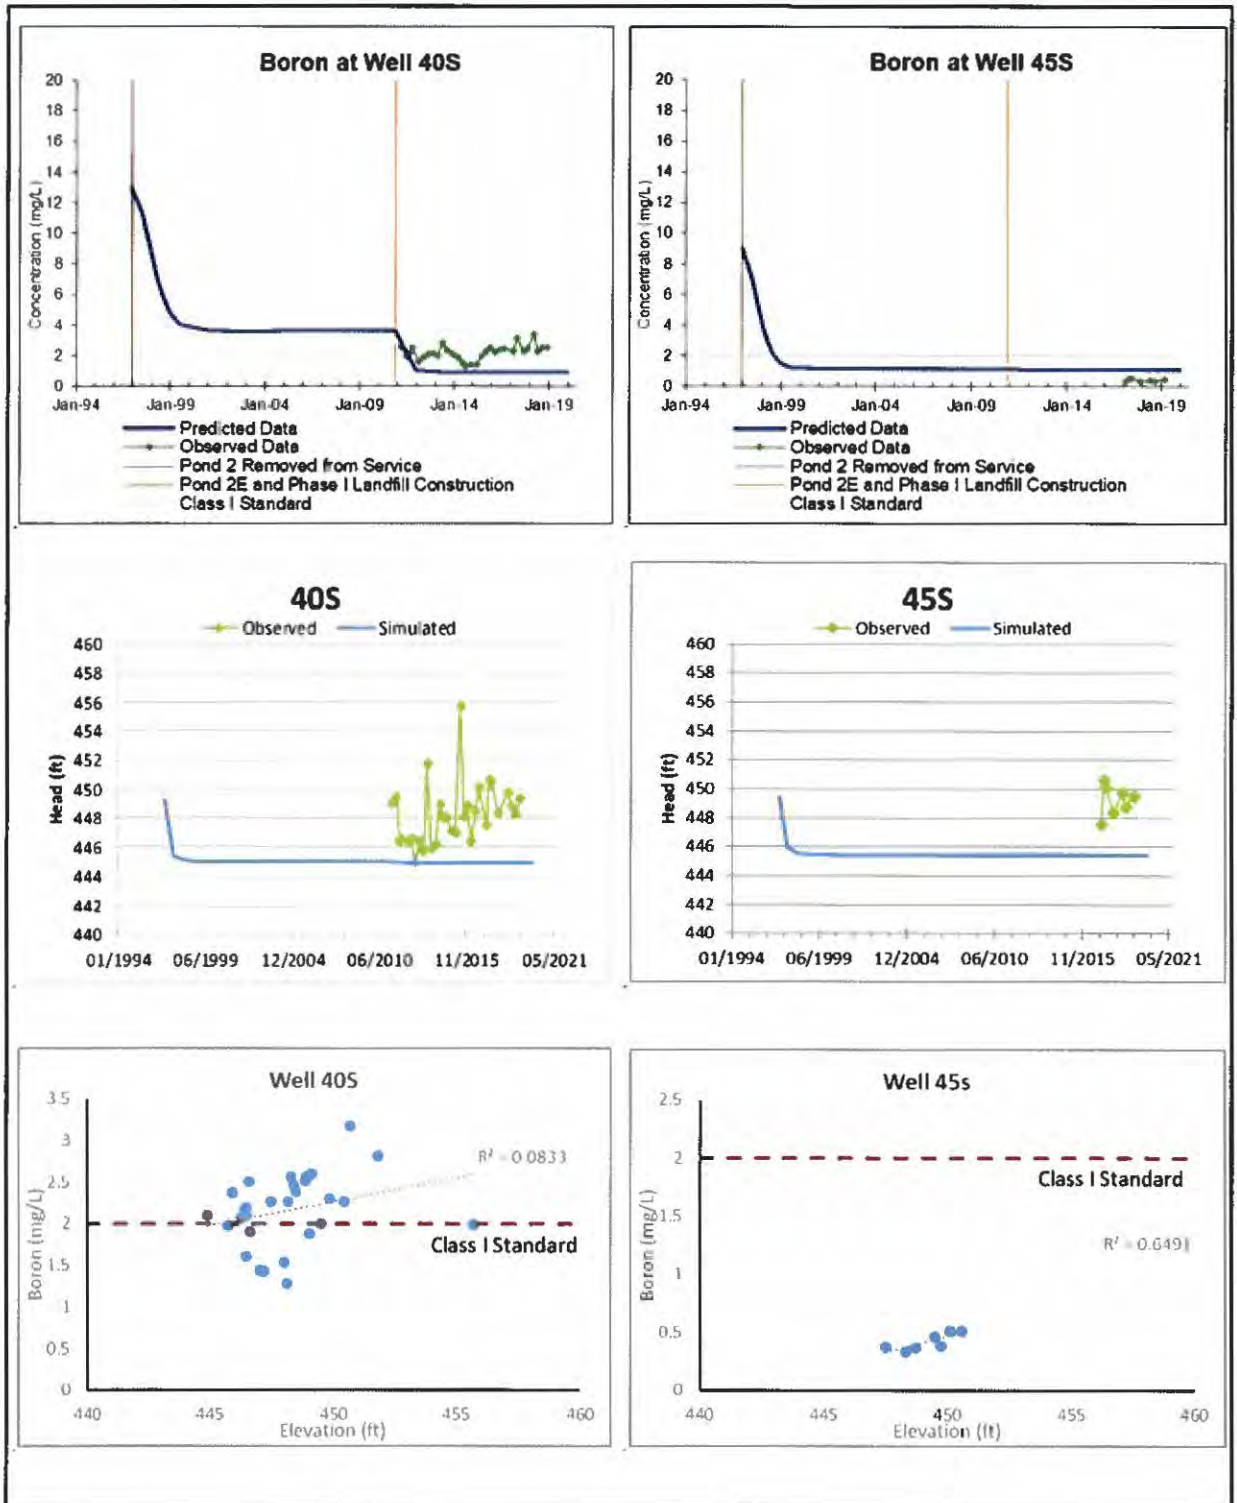 Boron at Well 40S
Concentration (mg/L)
20
18
16
14
12
10
8
6
4
2
0
Jan-94 Jan-99 Jan-04 Jan-09 Jan-14 Jan-19
Predicted Data
Observed Data
Pond 2 Removed from Service
Pond 2E and Phase I Landfill Construction
Class I Standard
Boron at Well 45S
Concentration (mg/L)
20
18
16
14
12
10
8
6
4
2
0
Jan-94 Jan-99 Jan-04 Jan-09 Jan-14 Jan-19
Predicted Data
Observed Data
Pond 2 Removed from Service
Pond 2E and Phase I Landfill Construction
Class I Standard
40S
Observed Simulated
Head (ft)
460
458
456
454
452
450
448
446
444
442
440
01/1994 06/1999 12/2004 06/2010 11/2015 05/2021
45S
Observed Simulated
Head (ft)
460
458
456
454
452
450
448
446
444
442
440
01/1994 06/1999 12/2004 06/2010 11/2015 05/2021
Well 40S
Boron (mg/L)
3.5
3
2.5
2
1.5
1
0.5
0
R² = 0.0833
Class I Standard
440 445 450 455 460
Elevation (ft)
Well 45s
Boron (mg/L)
2.5
2
1.5
1
0.5
0
Class I Standard
R² = 0.6491
440 445 450 455 460
Elevation (ft)